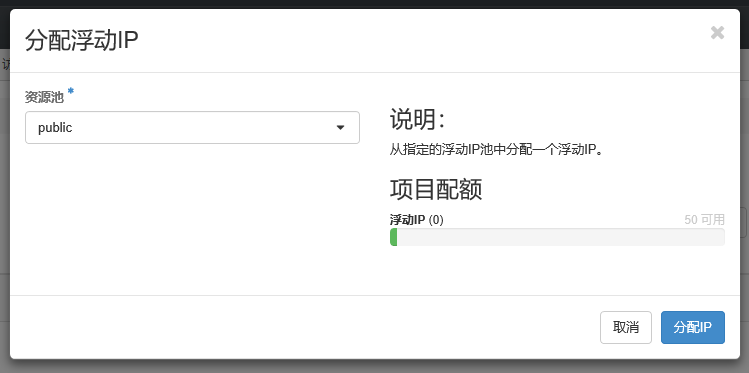 分配浮动IP
资源池 *
public
说明：
从指定的浮动IP池中分配一个浮动IP。
项目配额
浮动IP (0) 50 可用
取消 分配IP